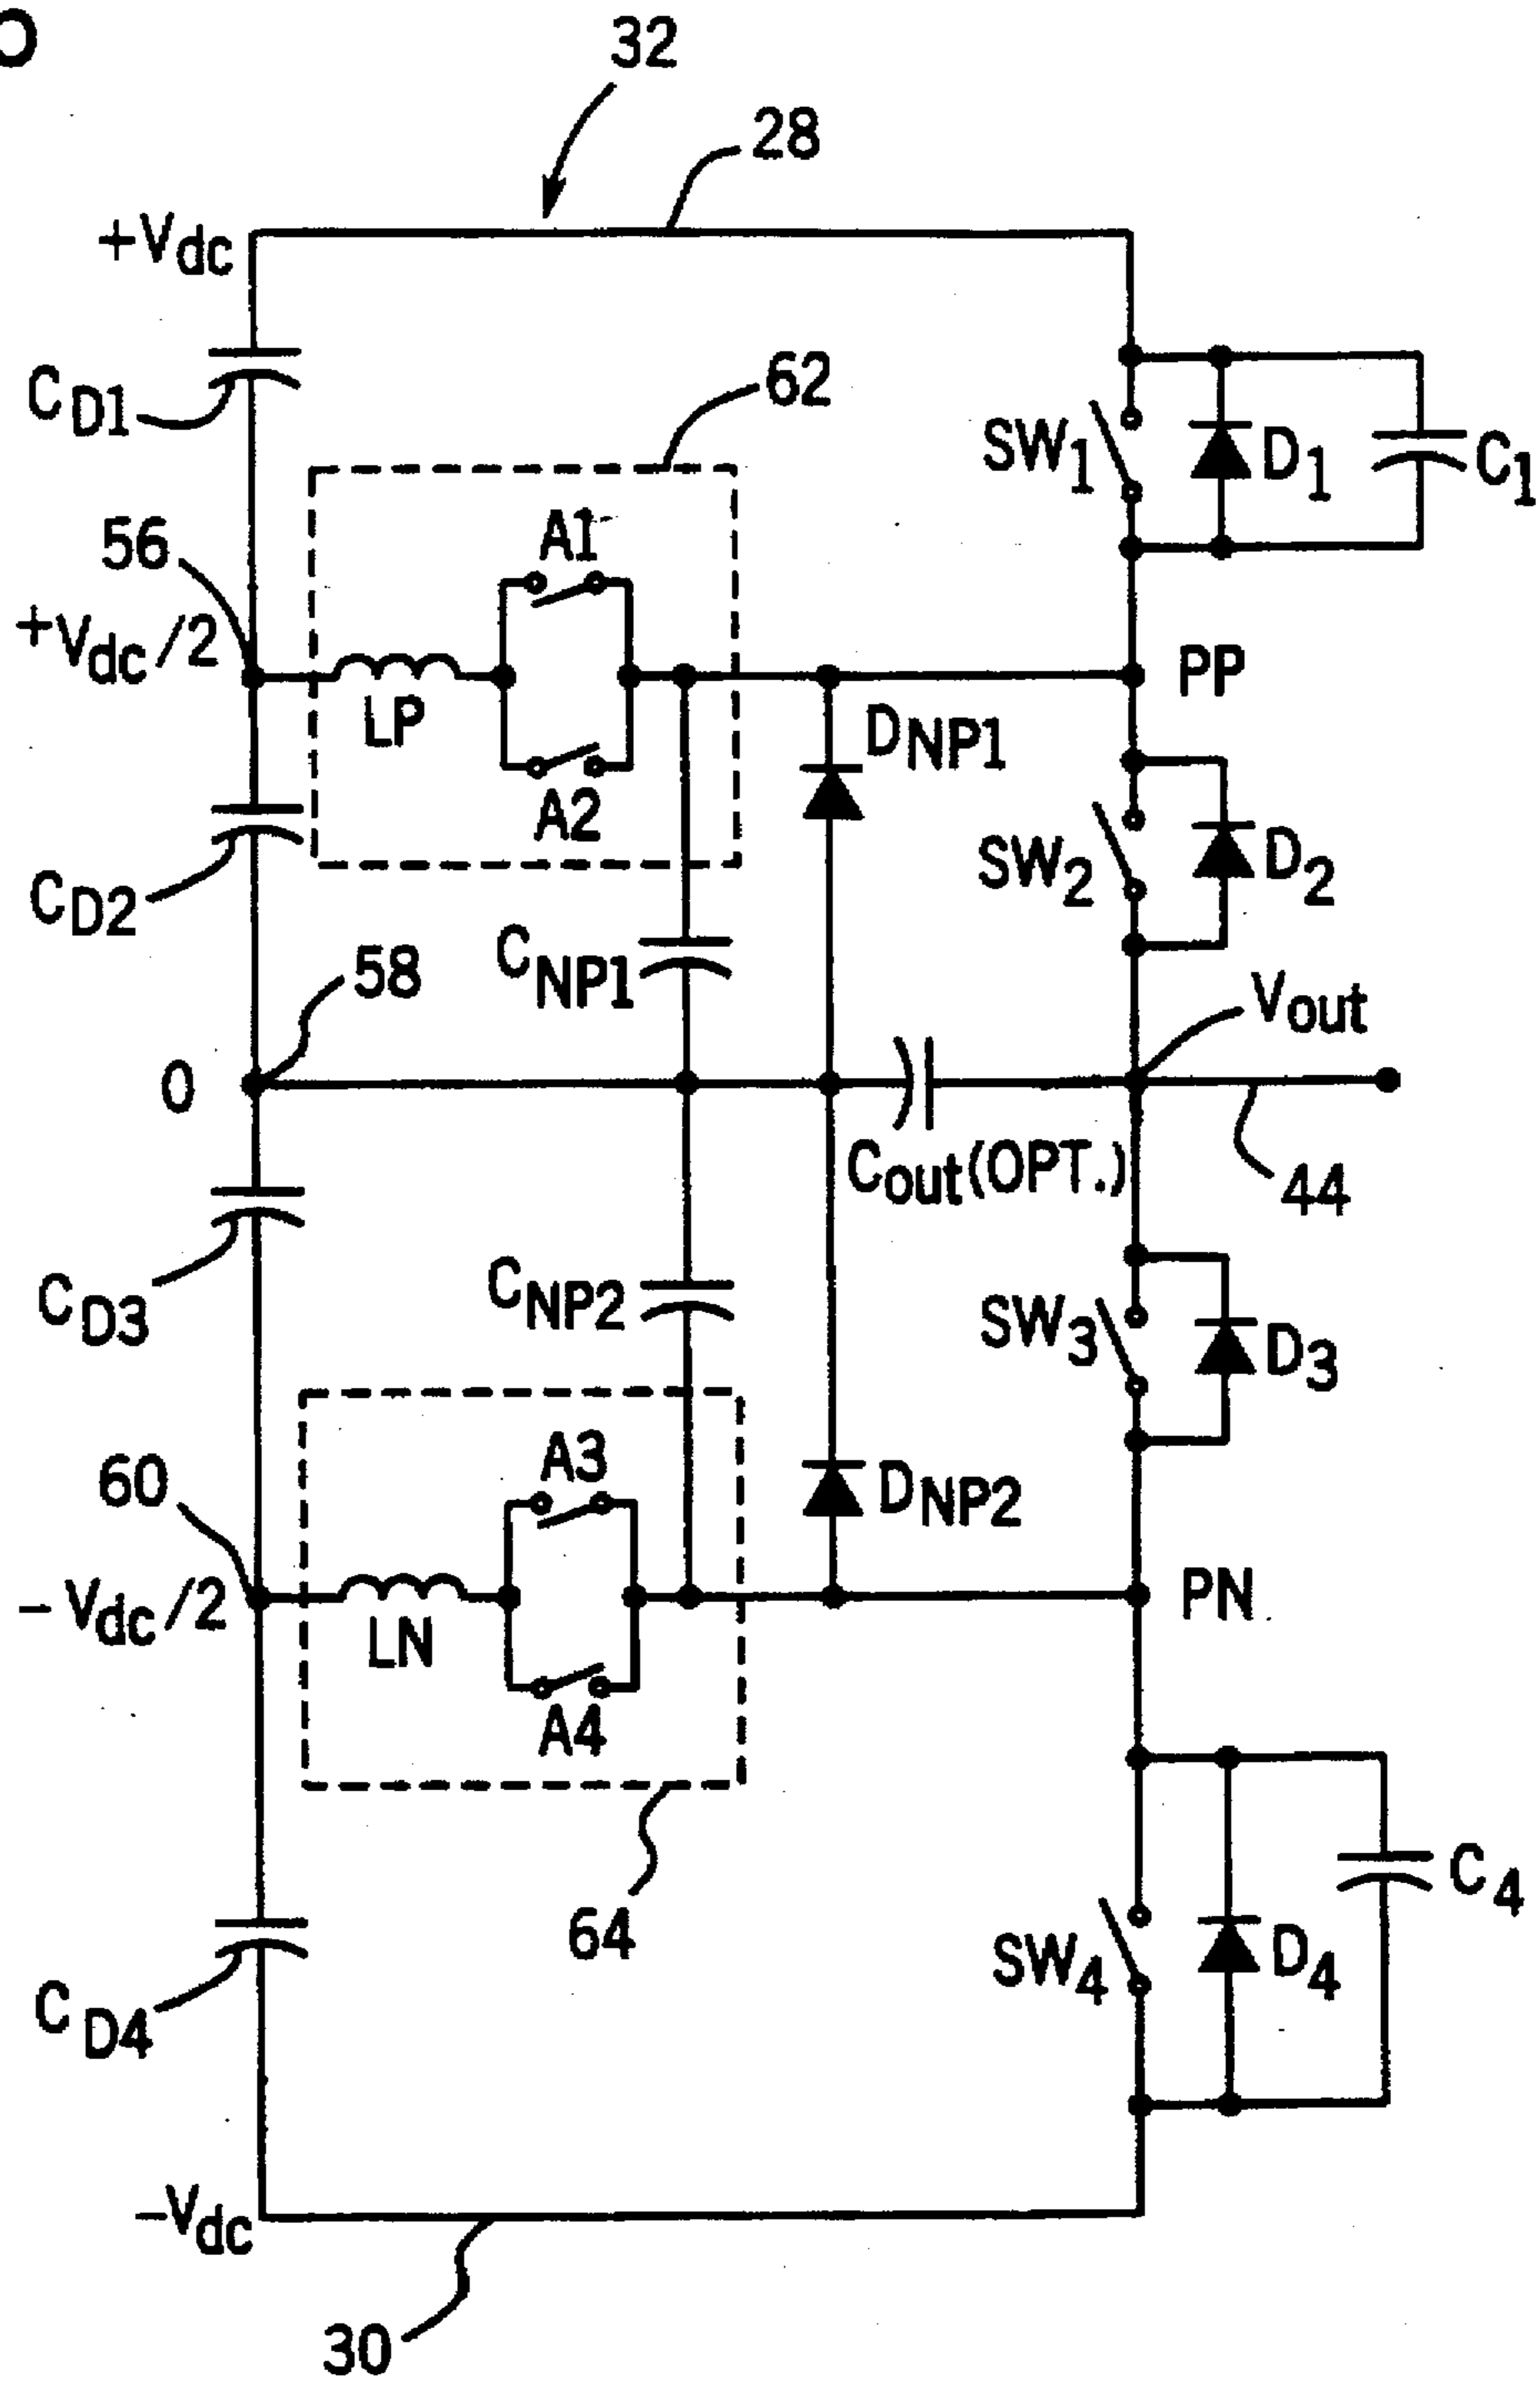 32
28
+Vdc
CD1
62
SW1
D1
C1
56
A1
+Vdc/2
LP
PP
DNP1
A2
CD2
SW2
D2
CNP1
58
Vout
0
Cout(OPT.)
44
CD3
CNP2
SW3
D3
60
A3
DNP2
-Vdc/2
LN
PN
A4
64
C4
SW4
D4
CD4
-Vdc
30